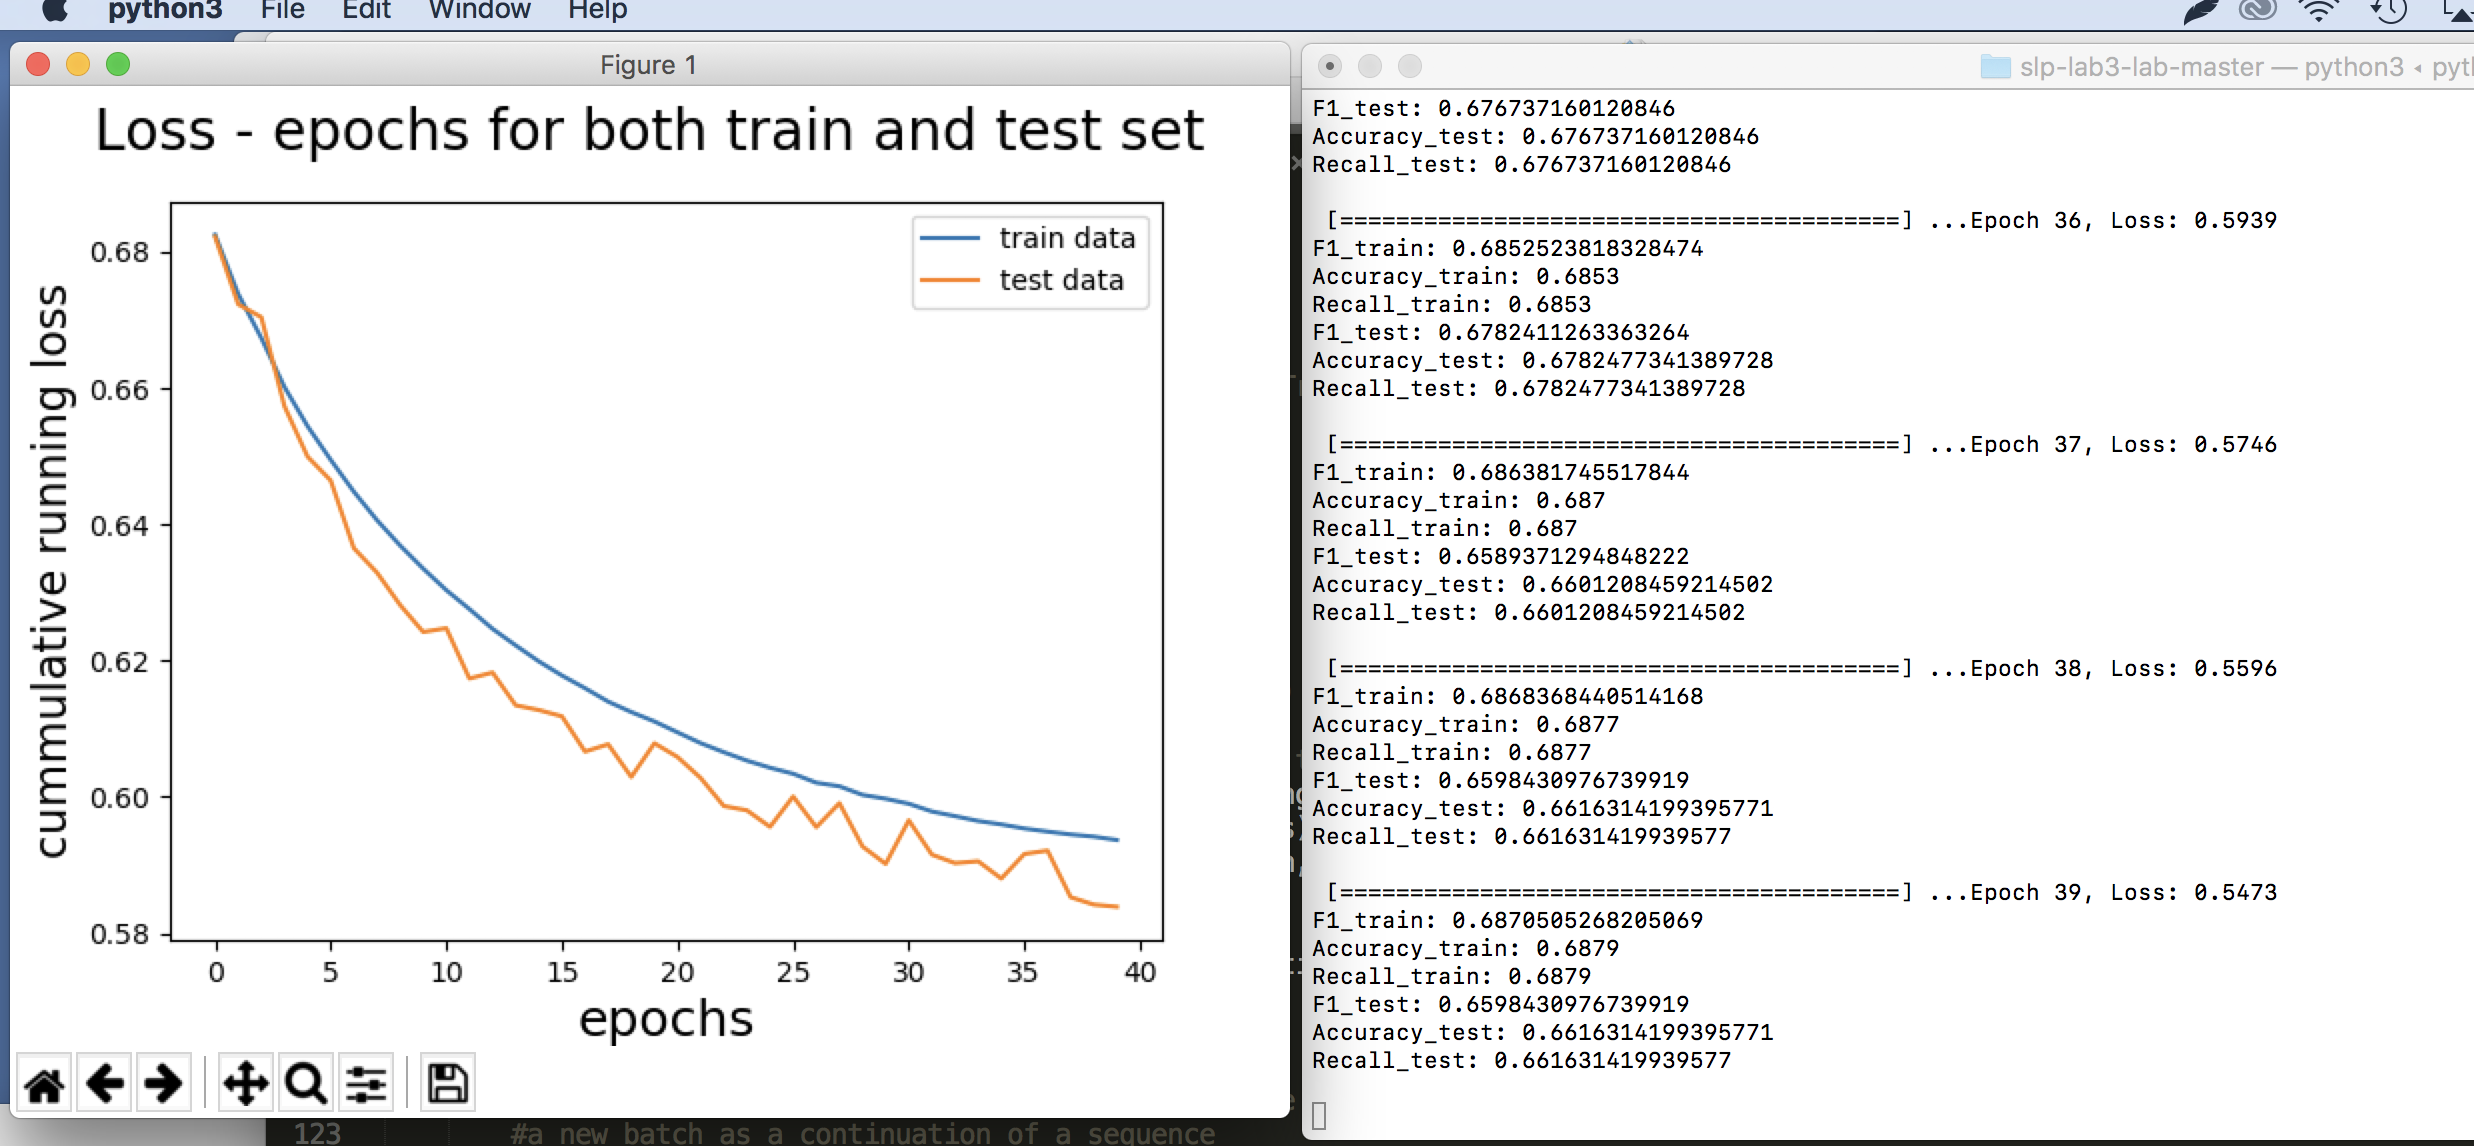 python3 File Edit Window Help
Figure 1
Loss - epochs for both train and test set
train data
test data
cummulative running loss
0.68
0.66
0.64
0.62
0.60
0.58
0 5 10 15 20 25 30 35 40
epochs
123 #a new batch as a continuation of a sequence
slp-lab3-lab-master — python3 ◂ pyt
F1_test: 0.676737160120846
Accuracy_test: 0.676737160120846
Recall_test: 0.676737160120846
[========================================] ...Epoch 36, Loss: 0.5939
F1_train: 0.6852523818328474
Accuracy_train: 0.6853
Recall_train: 0.6853
F1_test: 0.67824112633632​64
Accuracy_test: 0.6782477341389728
Recall_test: 0.6782477341389728
[========================================] ...Epoch 37, Loss: 0.5746
F1_train: 0.686381745517844
Accuracy_train: 0.687
Recall_train: 0.687
F1_test: 0.6589371294848222
Accuracy_test: 0.6601208459214502
Recall_test: 0.6601208459214502
[========================================] ...Epoch 38, Loss: 0.5596
F1_train: 0.6868368440514168
Accuracy_train: 0.6877
Recall_train: 0.6877
F1_test: 0.6598430976739919
Accuracy_test: 0.6616314199395771
Recall_test: 0.661631419939577
[========================================] ...Epoch 39, Loss: 0.5473
F1_train: 0.6870505268205069
Accuracy_train: 0.6879
Recall_train: 0.6879
F1_test: 0.6598430976739919
Accuracy_test: 0.6616314199395771
Recall_test: 0.661631419939577